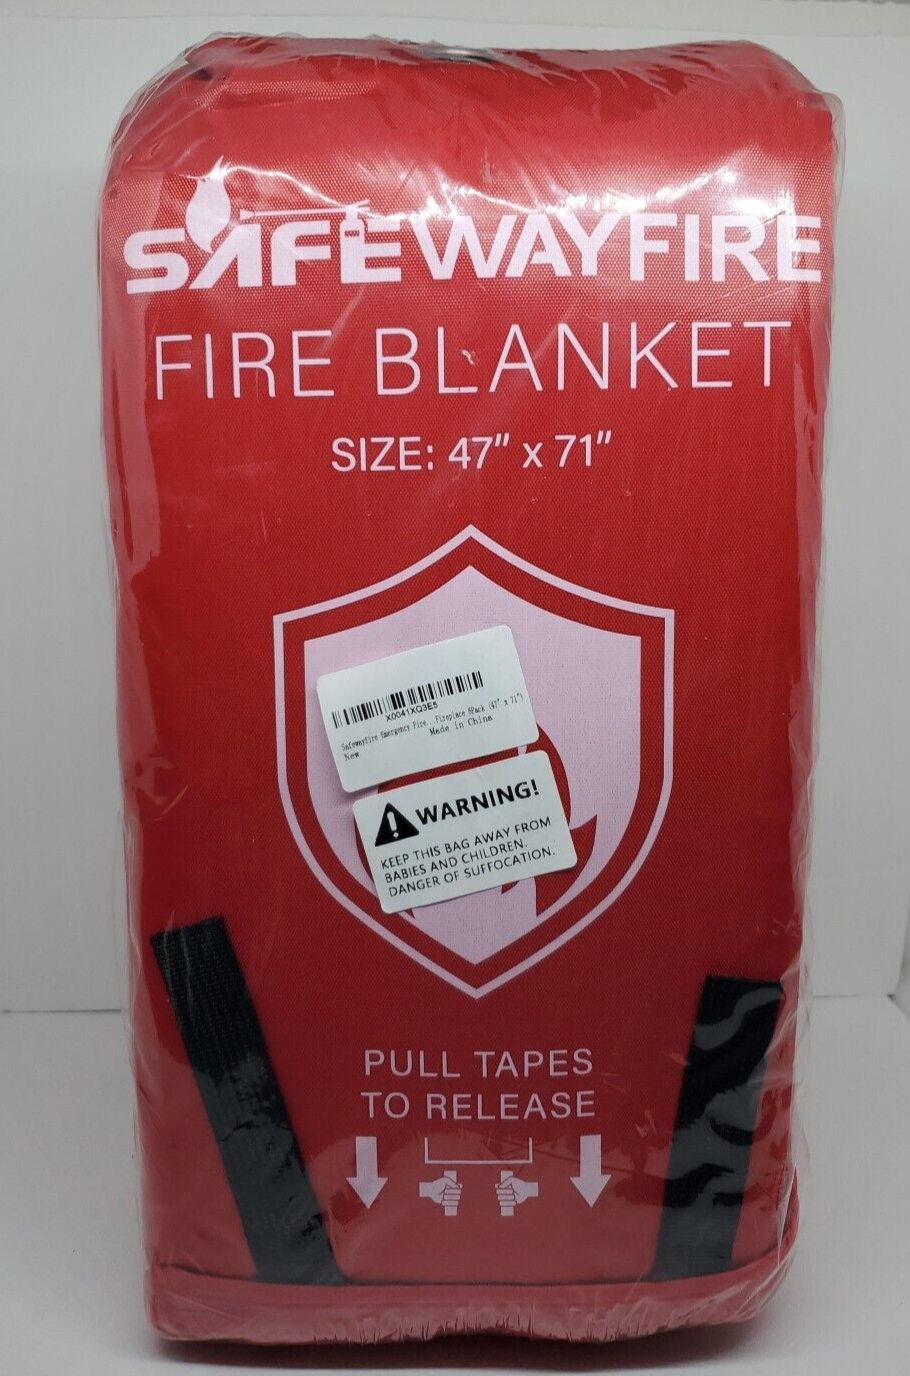 SAFEWAYFIRE
FIRE BLANKET
SIZE: 47" x 71"
X0041XQ3E5
Safewayfire Emergency Fire...Fireplace 6Pack (47" x 71")
New Made in China
WARNING!
KEEP THIS BAG AWAY FROM
BABIES AND CHILDREN.
DANGER OF SUFFOCATION.
PULL TAPES
TO RELEASE